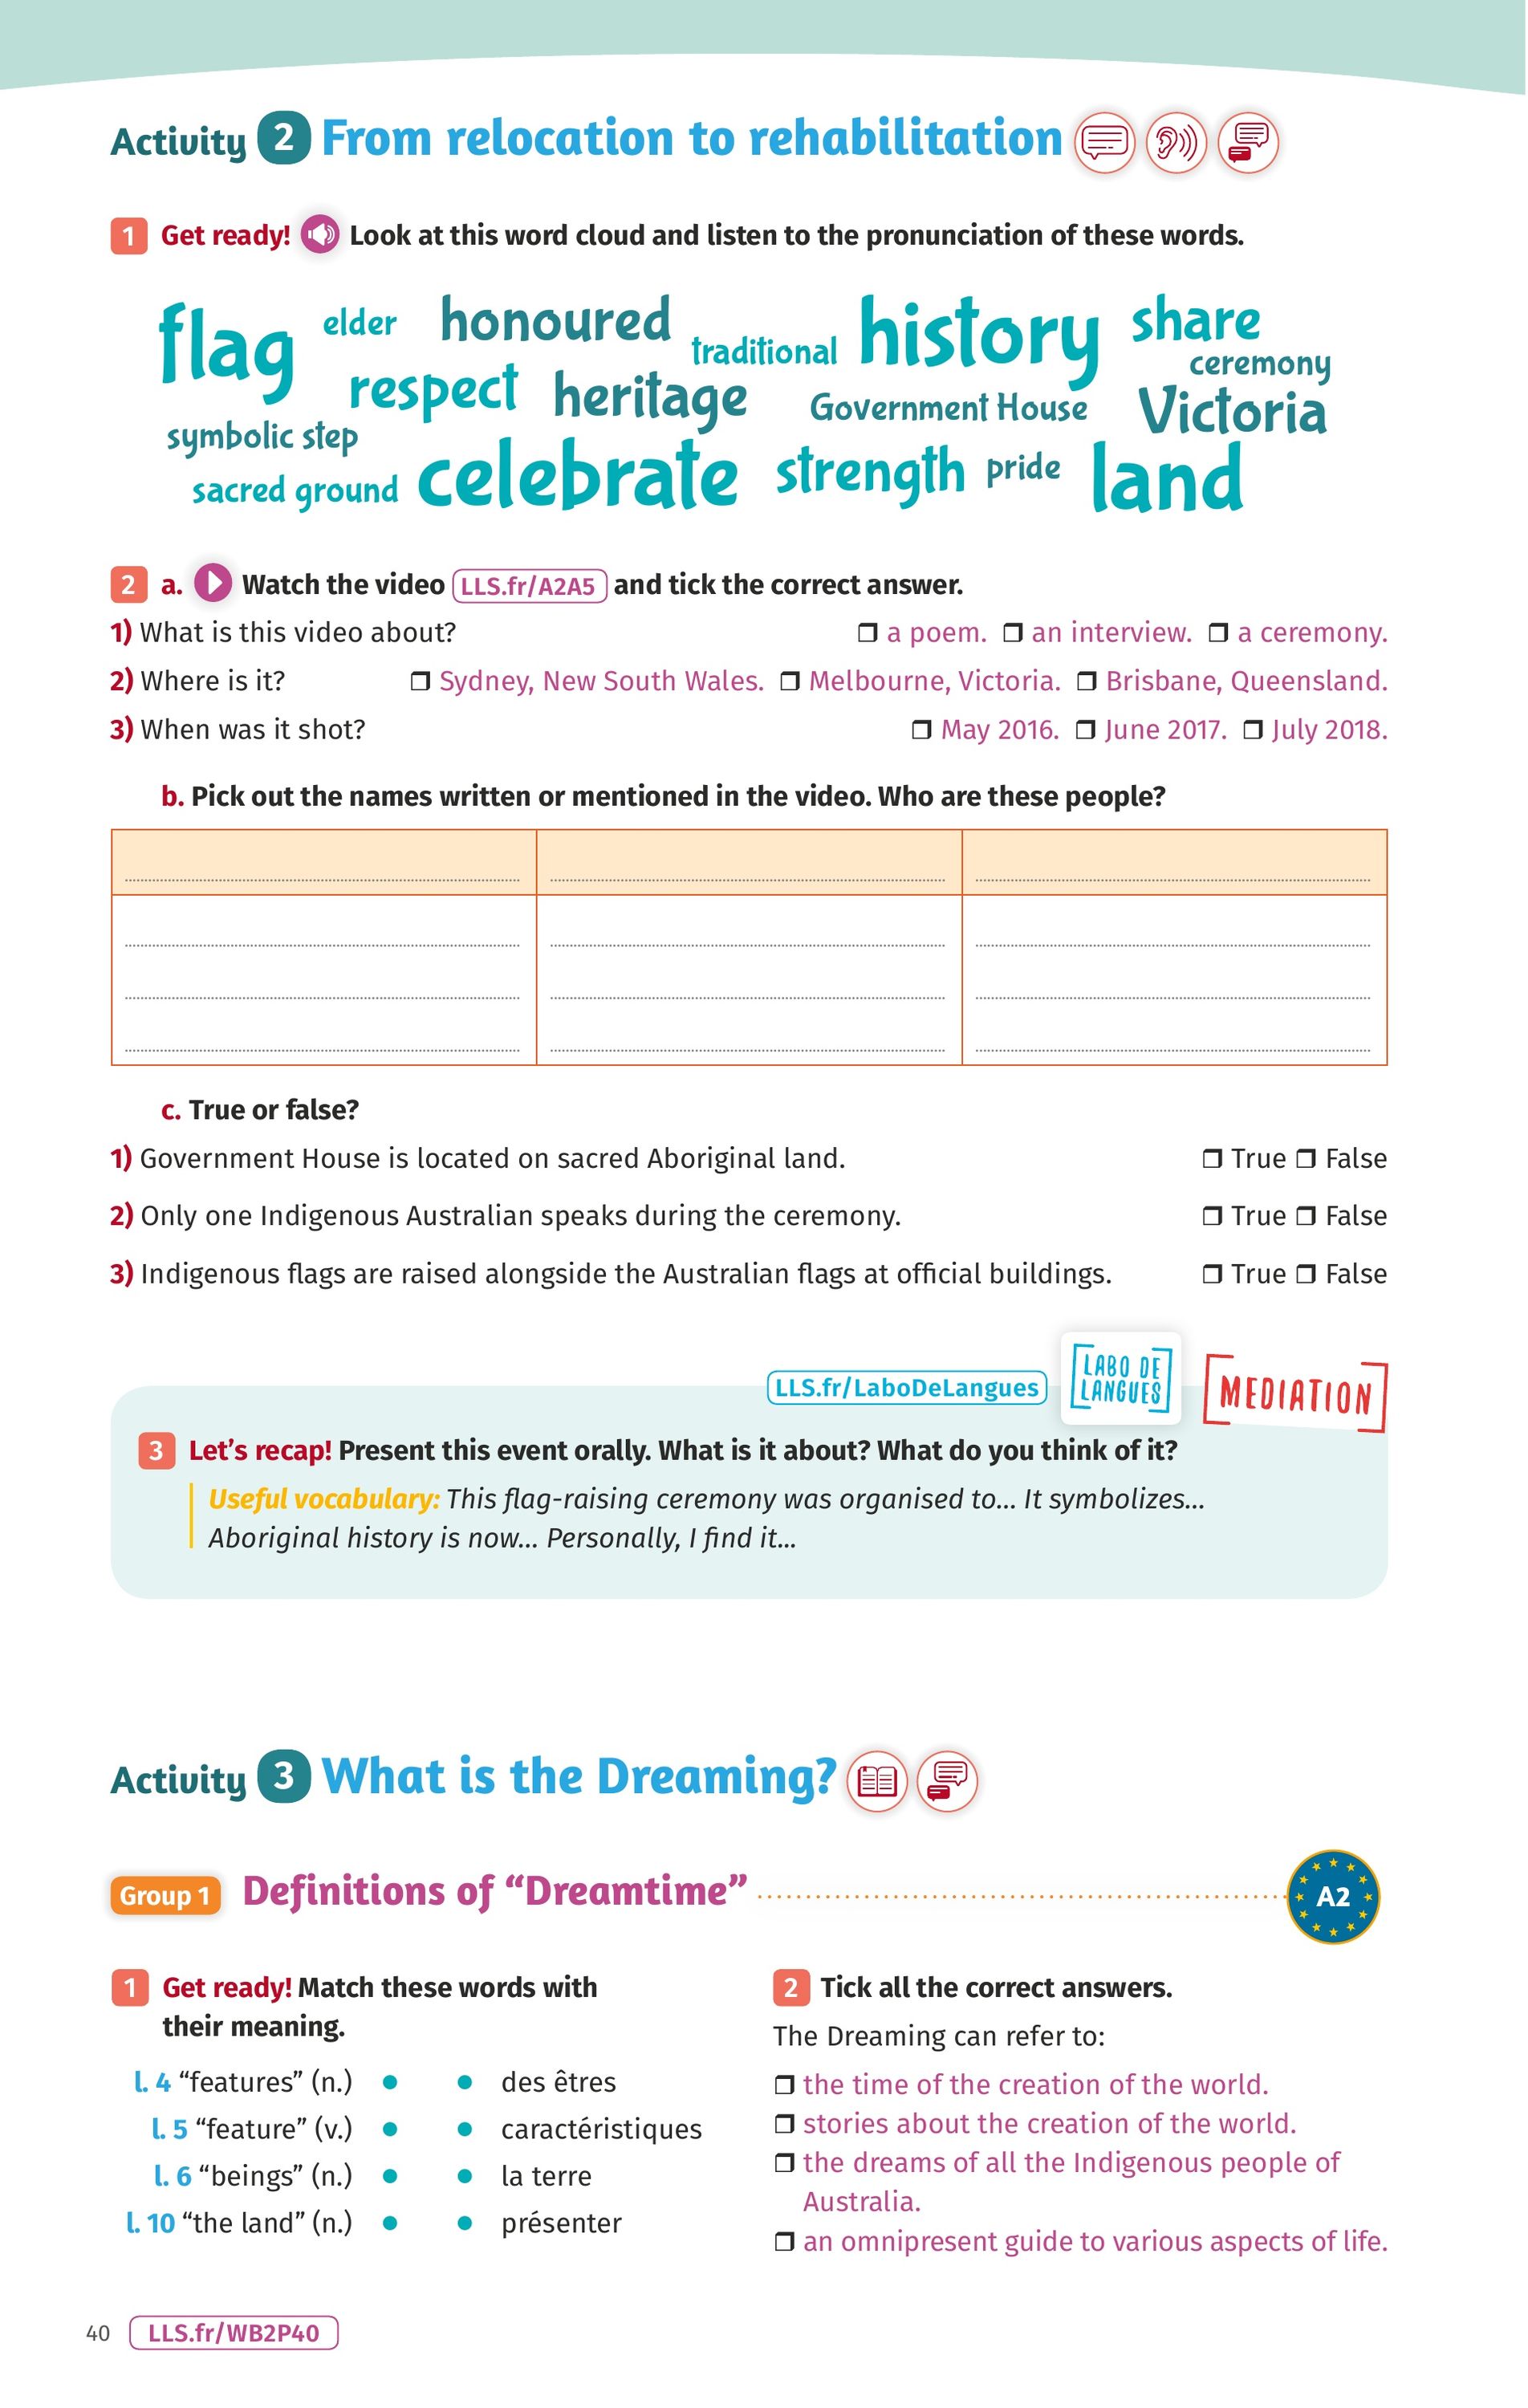 Activity 2 From relocation to rehabilitation
1 Get ready! Look at this word cloud and listen to the pronunciation of these words.
flag elder honoured traditional history share
ceremony
respect heritage Government House Victoria
symbolic step
sacred ground celebrate strength pride land
2 a. Watch the video LLS.fr/A2A5 and tick the correct answer.
1) What is this video about? ❒ a poem. ❒ an interview. ❒ a ceremony.
2) Where is it? ❒ Sydney, New South Wales. ❒ Melbourne, Victoria. ❒ Brisbane, Queensland.
3) When was it shot? ❒ May 2016. ❒ June 2017. ❒ July 2018.
b. Pick out the names written or mentioned in the video. Who are these people?
c. True or false?
1) Government House is located on sacred Aboriginal land. ❒ True ❒ False
2) Only one Indigenous Australian speaks during the ceremony. ❒ True ❒ False
3) Indigenous flags are raised alongside the Australian flags at official buildings. ❒ True ❒ False
LLS.fr/LaboDeLangues
LABO DE
LANGUES
MEDIATION
3 Let's recap! Present this event orally. What is it about? What do you think of it?
Useful vocabulary: This flag-raising ceremony was organised to... It symbolizes...
Aboriginal history is now... Personally, I find it...
Activity 3 What is the Dreaming?
Group 1 Definitions of “Dreamtime”
A2
1 Get ready! Match these words with
their meaning.
l. 4 “features” (n.) • • des êtres
l. 5 “feature” (v.) • • caractéristiques
l. 6 “beings” (n.) • • la terre
l. 10 “the land” (n.) • • présenter
2 Tick all the correct answers.
The Dreaming can refer to:
❒ the time of the creation of the world.
❒ stories about the creation of the world.
❒ the dreams of all the Indigenous people of
Australia.
❒ an omnipresent guide to various aspects of life.
40 LLS.fr/WB2P40